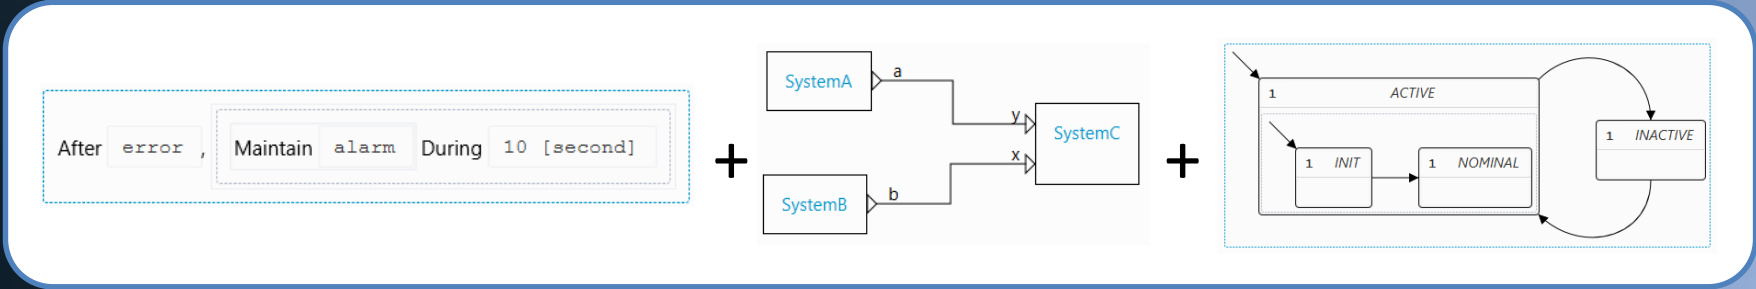 After error , Maintain alarm During 10 [second]
+
SystemA
a
y
SystemC
x
SystemB
b
+
1 ACTIVE
1 INIT
1 NOMINAL
1 INACTIVE